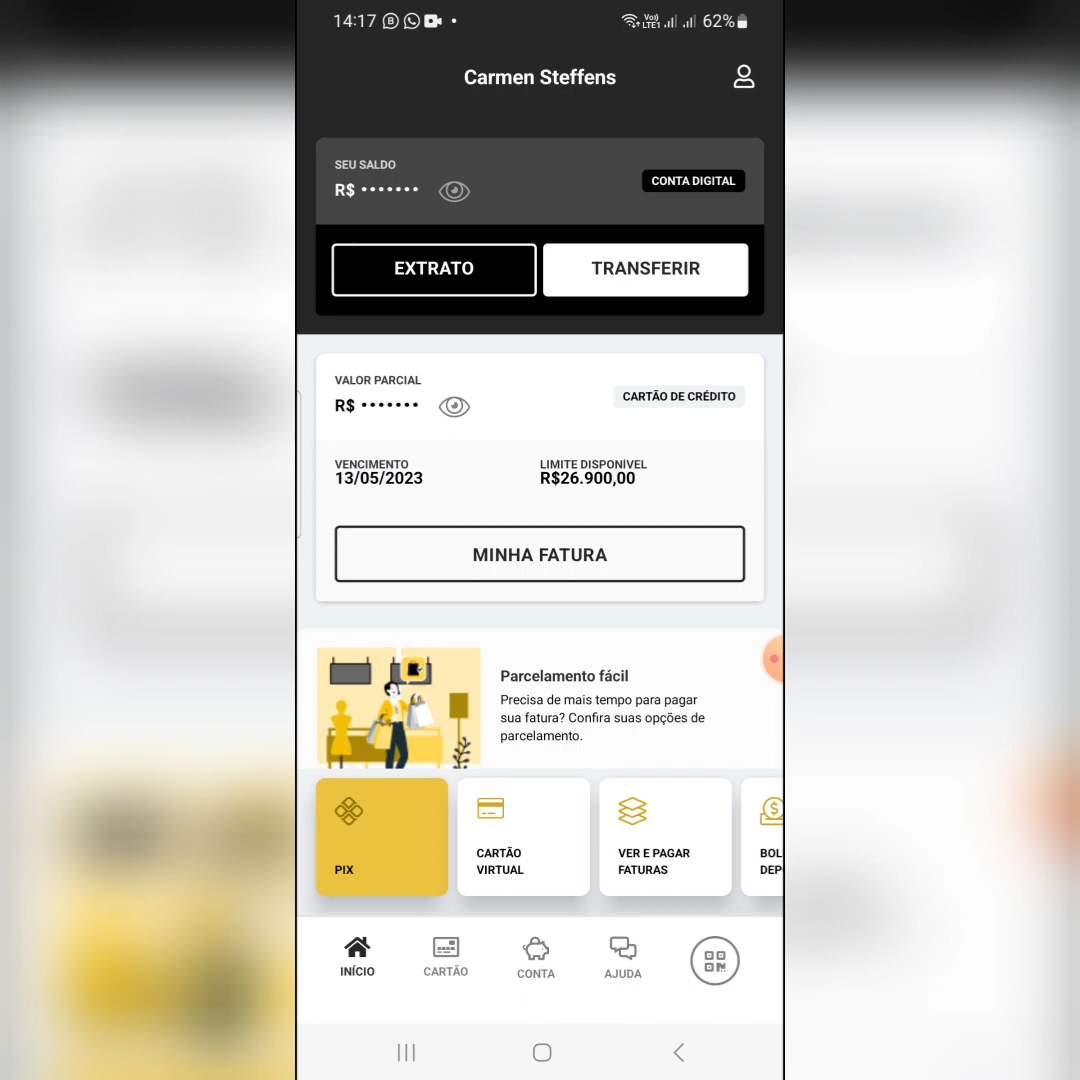 14:17
Vo))
LTE1
62%
Carmen Steffens
SEU SALDO
R$ •••••••
CONTA DIGITAL
EXTRATO
TRANSFERIR
VALOR PARCIAL
R$ •••••••
CARTÃO DE CRÉDITO
VENCIMENTO
13/05/2023
LIMITE DISPONÍVEL
R$26.900,00
MINHA FATURA
Parcelamento fácil
Precisa de mais tempo para pagar
sua fatura? Confira suas opções de
parcelamento.
PIX
CARTÃO
VIRTUAL
VER E PAGAR
FATURAS
BOL
DEP
INÍCIO
CARTÃO
CONTA
AJUDA